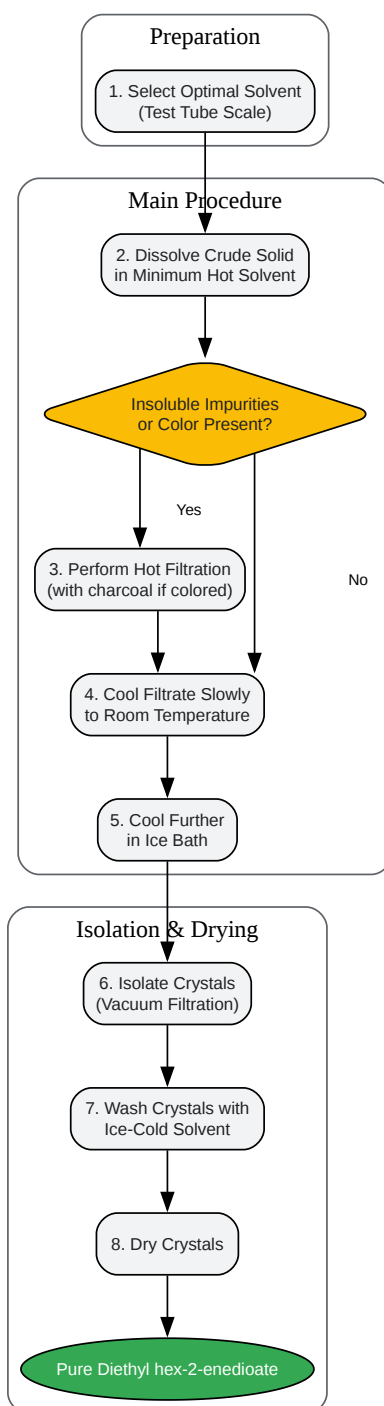 Preparation
1. Select Optimal Solvent
(Test Tube Scale)
Main Procedure
2. Dissolve Crude Solid
in Minimum Hot Solvent
Insoluble Impurities
or Color Present?
Yes
3. Perform Hot Filtration
(with charcoal if colored)
No
4. Cool Filtrate Slowly
to Room Temperature
5. Cool Further
in Ice Bath
Isolation & Drying
6. Isolate Crystals
(Vacuum Filtration)
7. Wash Crystals with
Ice-Cold Solvent
8. Dry Crystals
Pure Diethyl hex-2-enedioate